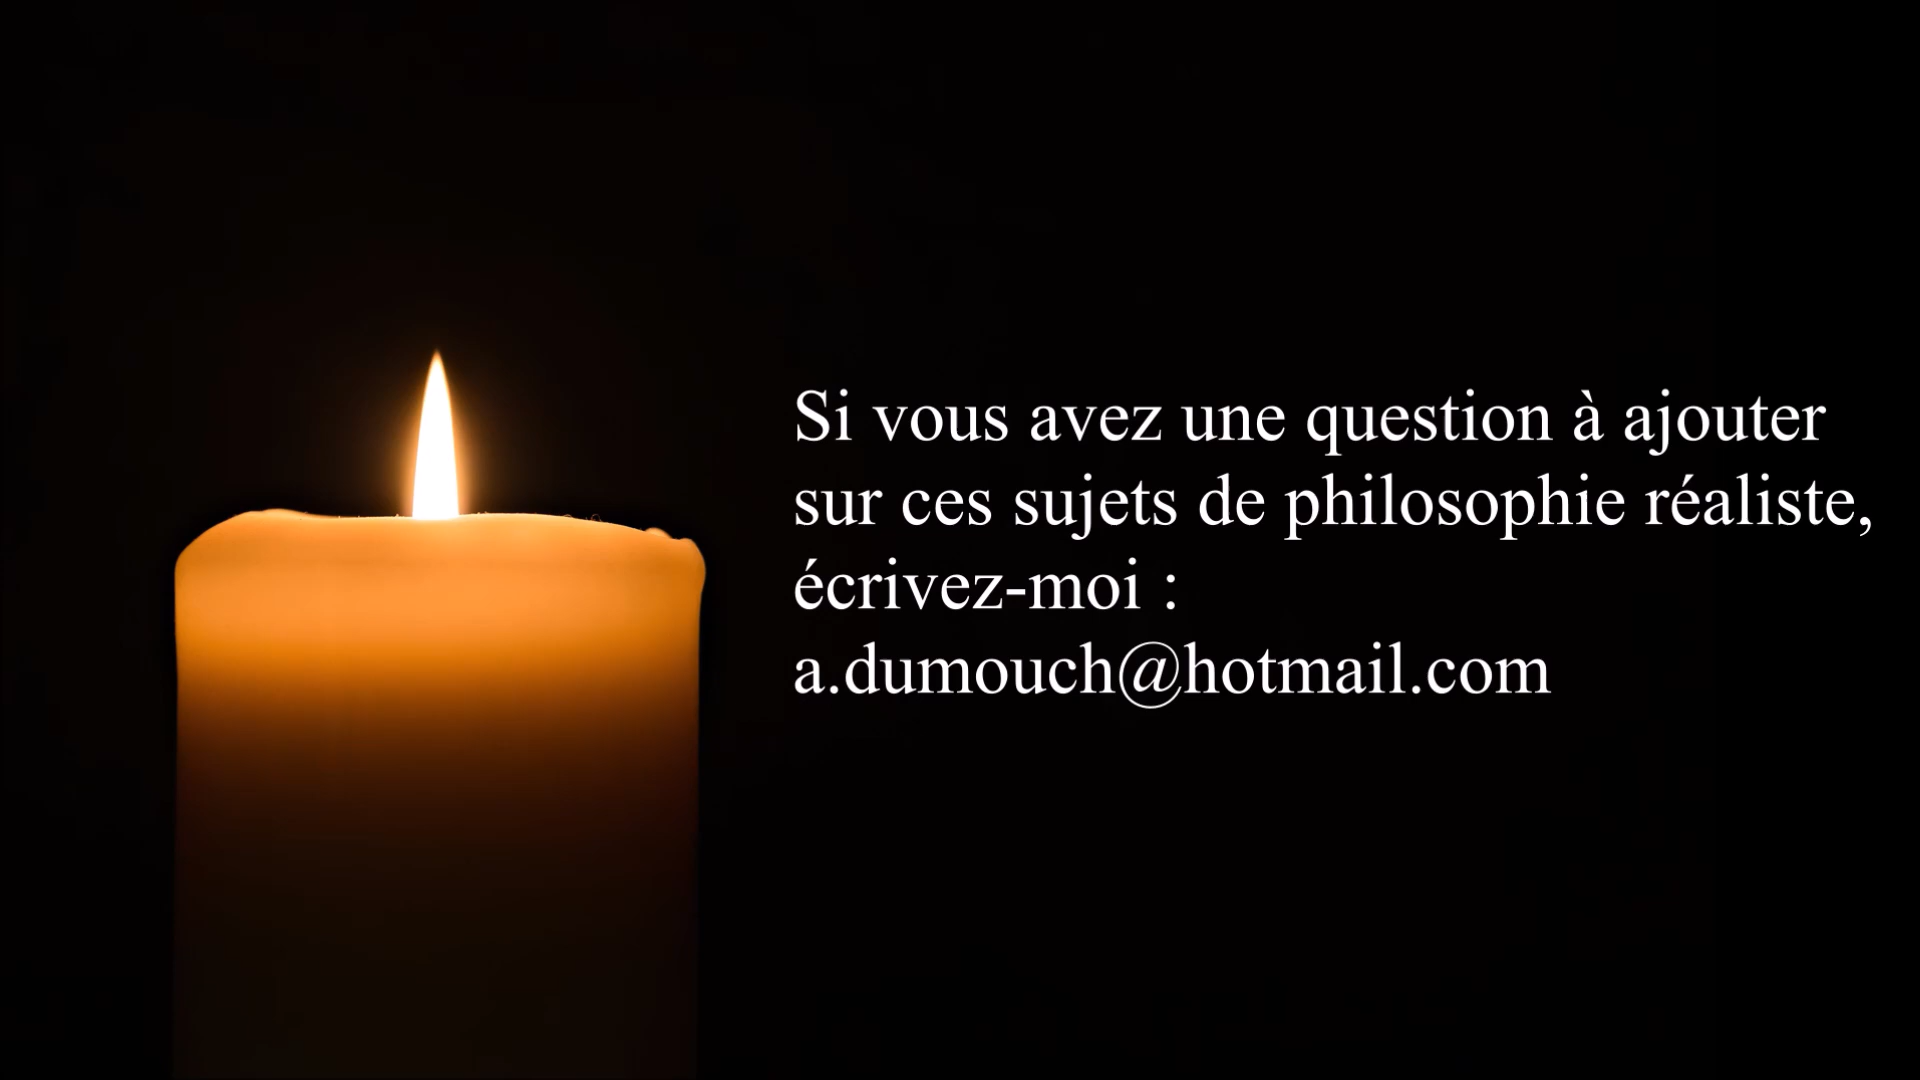 Si vous avez une question à ajouter
sur ces sujets de philosophie réaliste,
écrivez-moi :
a.dumouch@hotmail.com